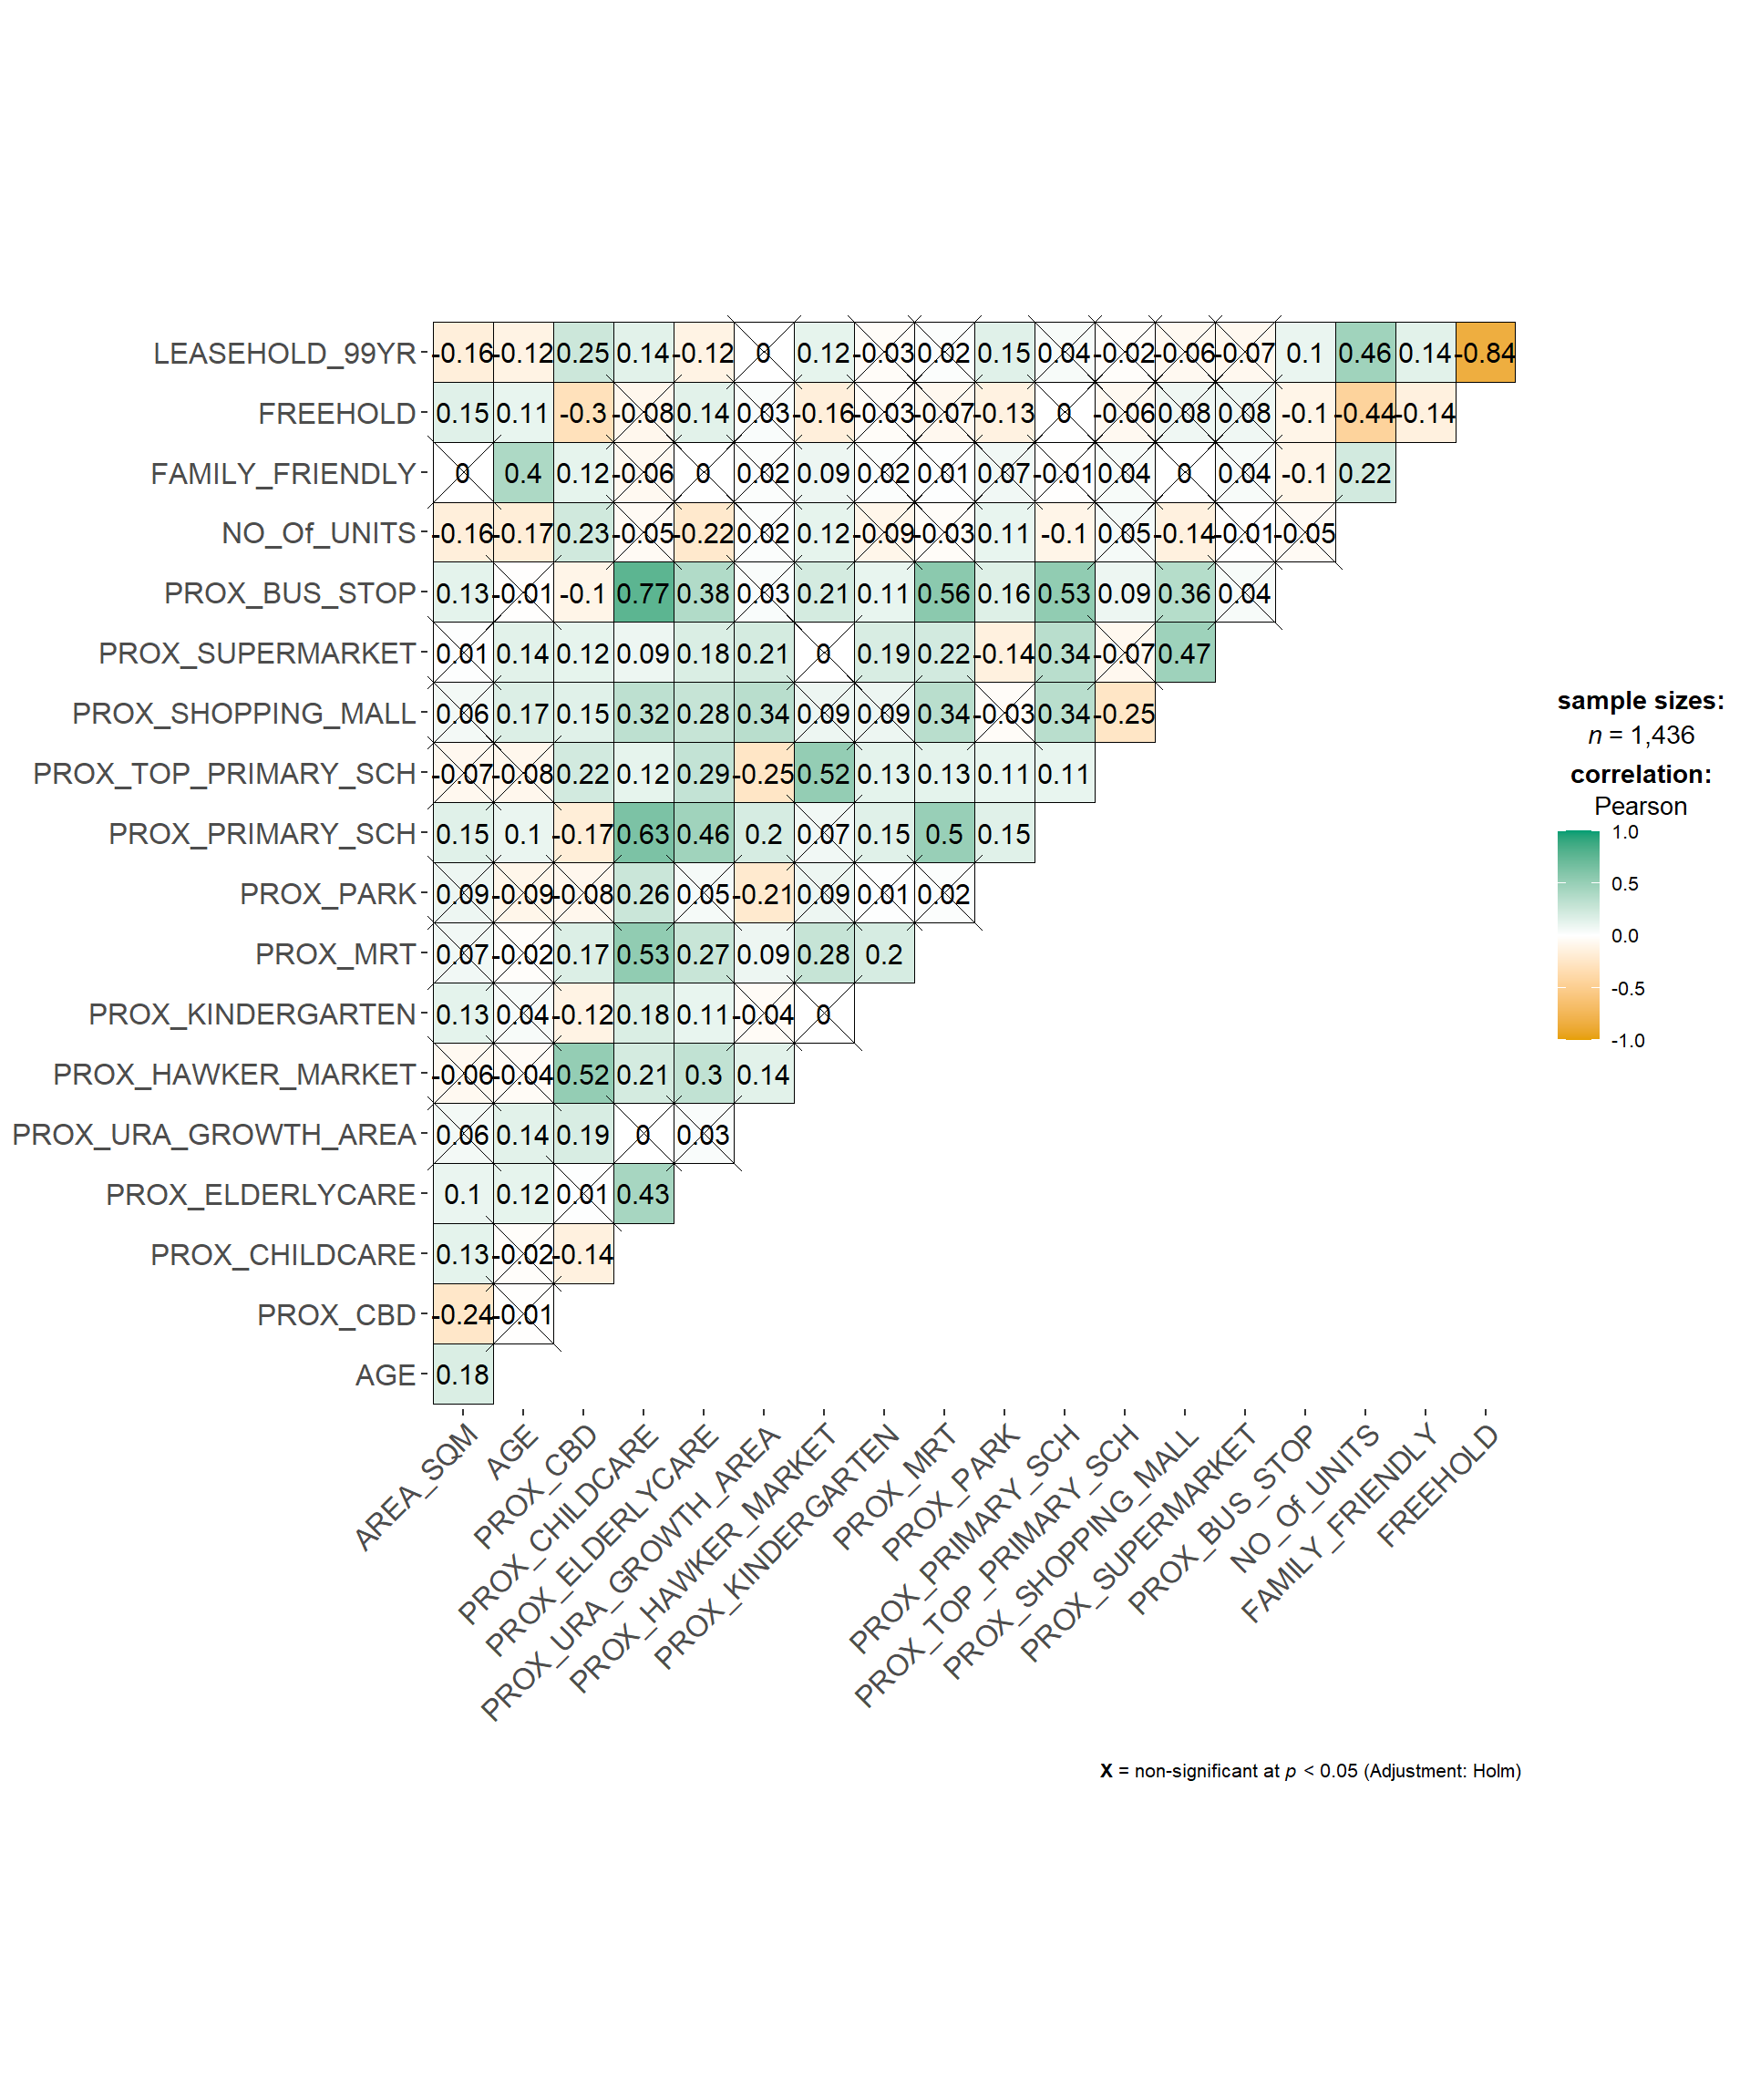 LEASEHOLD_99YR -0.16 -0.12 0.25 0.14 -0.12 0 0.12 -0.03 0.02 0.15 0.04 -0.02 -0.06 -0.07 0.1 0.46 0.14 -0.84
FREEHOLD 0.15 0.11 -0.3 -0.08 0.14 0.03 -0.16 -0.03 -0.07 -0.13 0 -0.06 0.08 0.08 -0.1 -0.44 -0.14
FAMILY_FRIENDLY 0 0.4 0.12 -0.06 0 0.02 0.09 0.02 0.01 0.07 -0.01 0.04 0 0.04 -0.1 0.22
NO_Of_UNITS -0.16 -0.17 0.23 -0.05 -0.22 0.02 0.12 -0.09 -0.03 0.11 -0.1 0.05 -0.14 -0.01 -0.05
PROX_BUS_STOP 0.13 -0.01 -0.1 0.77 0.38 0.03 0.21 0.11 0.56 0.16 0.53 0.09 0.36 0.04
PROX_SUPERMARKET 0.01 0.14 0.12 0.09 0.18 0.21 0 0.19 0.22 -0.14 0.34 -0.07 0.47
PROX_SHOPPING_MALL 0.06 0.17 0.15 0.32 0.28 0.34 0.09 0.09 0.34 -0.03 0.34 -0.25
PROX_TOP_PRIMARY_SCH -0.07 -0.08 0.22 0.12 0.29 -0.25 0.52 0.13 0.13 0.11 0.11
PROX_PRIMARY_SCH 0.15 0.1 -0.17 0.63 0.46 0.2 0.07 0.15 0.5 0.15
PROX_PARK 0.09 -0.09 -0.08 0.26 0.05 -0.21 0.09 0.01 0.02
PROX_MRT 0.07 -0.02 0.17 0.53 0.27 0.09 0.28 0.2
PROX_KINDERGARTEN 0.13 0.04 -0.12 0.18 0.11 -0.04 0
PROX_HAWKER_MARKET -0.06 -0.04 0.52 0.21 0.3 0.14
PROX_URA_GROWTH_AREA 0.06 0.14 0.19 0 0.03
PROX_ELDERLYCARE 0.1 0.12 0.01 0.43
PROX_CHILDCARE 0.13 -0.02 -0.14
PROX_CBD -0.24 -0.01
AGE 0.18
AREA_SQM
AGE
PROX_CBD
PROX_CHILDCARE
PROX_ELDERLYCARE
PROX_URA_GROWTH_AREA
PROX_HAWKER_MARKET
PROX_KINDERGARTEN
PROX_MRT
PROX_PARK
PROX_PRIMARY_SCH
PROX_TOP_PRIMARY_SCH
PROX_SHOPPING_MALL
PROX_SUPERMARKET
PROX_BUS_STOP
NO_Of_UNITS
FAMILY_FRIENDLY
FREEHOLD
sample sizes:
n = 1,436
correlation:
Pearson
1.0
0.5
0.0
-0.5
-1.0
X = non-significant at p < 0.05 (Adjustment: Holm)